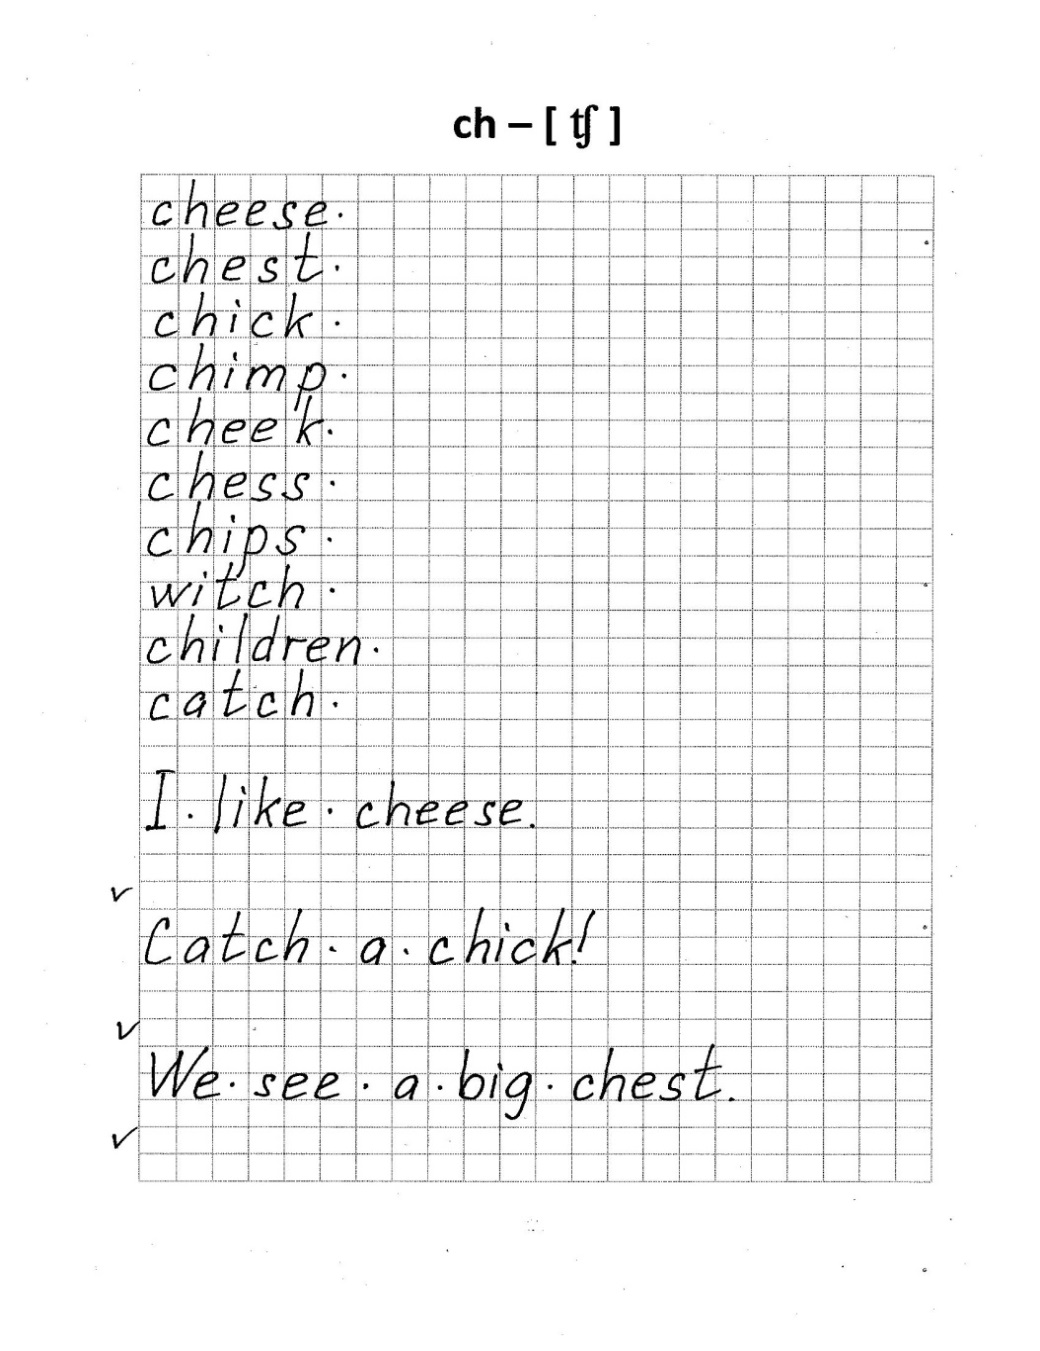 ch – [ ʧ ]
cheese·
chest·
chick·
chimp·
cheek·
chess·
chips·
witch·
children·
catch·
I·like·cheese.
Catch·a·chick!
We·see·a·big·chest.